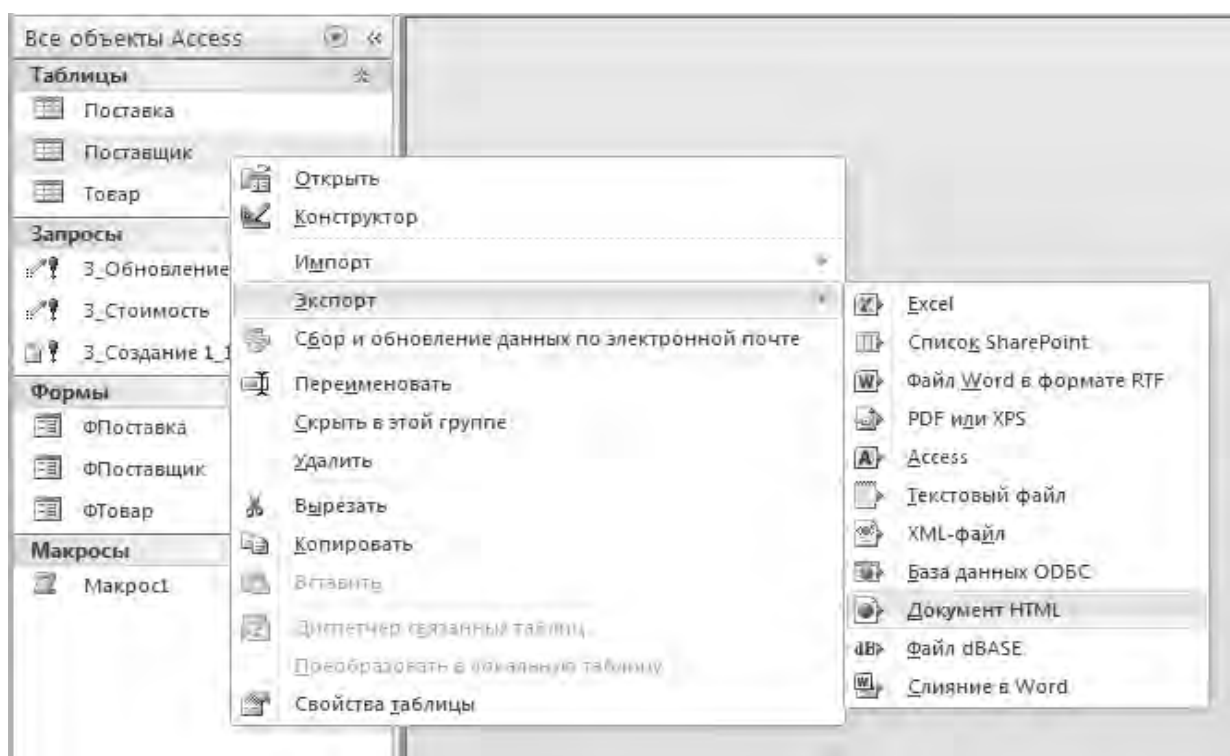 Все объекты Access
Таблицы
Поставка
Поставщик
Товар
Запросы
З_Обновление
З_Стоимость
З_Создание 1_1
Формы
ФПоставка
ФПоставщик
ФТовар
Макросы
Макрос1
Открыть
Конструктор
Импорт
Экспорт
Сбор и обновление данных по электронной почте
Переименовать
Скрыть в этой группе
Удалить
Вырезать
Копировать
Вставить
Диспетчер связанных таблиц
Преобразовать в локальную таблицу
Свойства таблицы
Excel
Список SharePoint
Файл Word в формате RTF
PDF или XPS
Access
Текстовый файл
XML-файл
База данных ODBC
Документ HTML
Файл dBASE
Слияние в Word